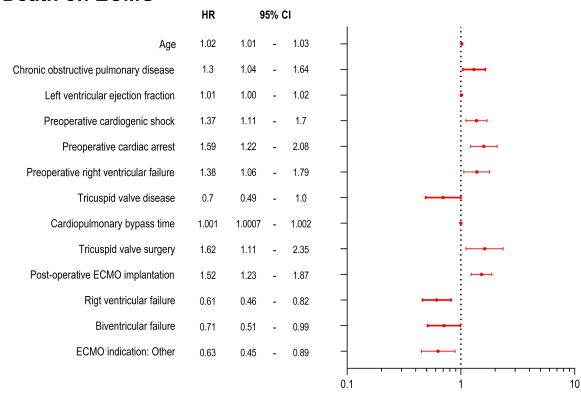 HR 95% CI
Age 1.02 1.01 - 1.03
Chronic obstructive pulmonary disease 1.3 1.04 - 1.64
Left ventricular ejection fraction 1.01 1.00 - 1.02
Preoperative cardiogenic shock 1.37 1.11 - 1.7
Preoperative cardiac arrest 1.59 1.22 - 2.08
Preoperative right ventricular failure 1.38 1.06 - 1.79
Tricuspid valve disease 0.7 0.49 - 1.0
Cardiopulmonary bypass time 1.001 1.0007 - 1.002
Tricuspid valve surgery 1.62 1.11 - 2.35
Post-operative ECMO implantation 1.52 1.23 - 1.87
Rigt ventricular failure 0.61 0.46 - 0.82
Biventricular failure 0.71 0.51 - 0.99
ECMO indication: Other 0.63 0.45 - 0.89
0.1 1 10